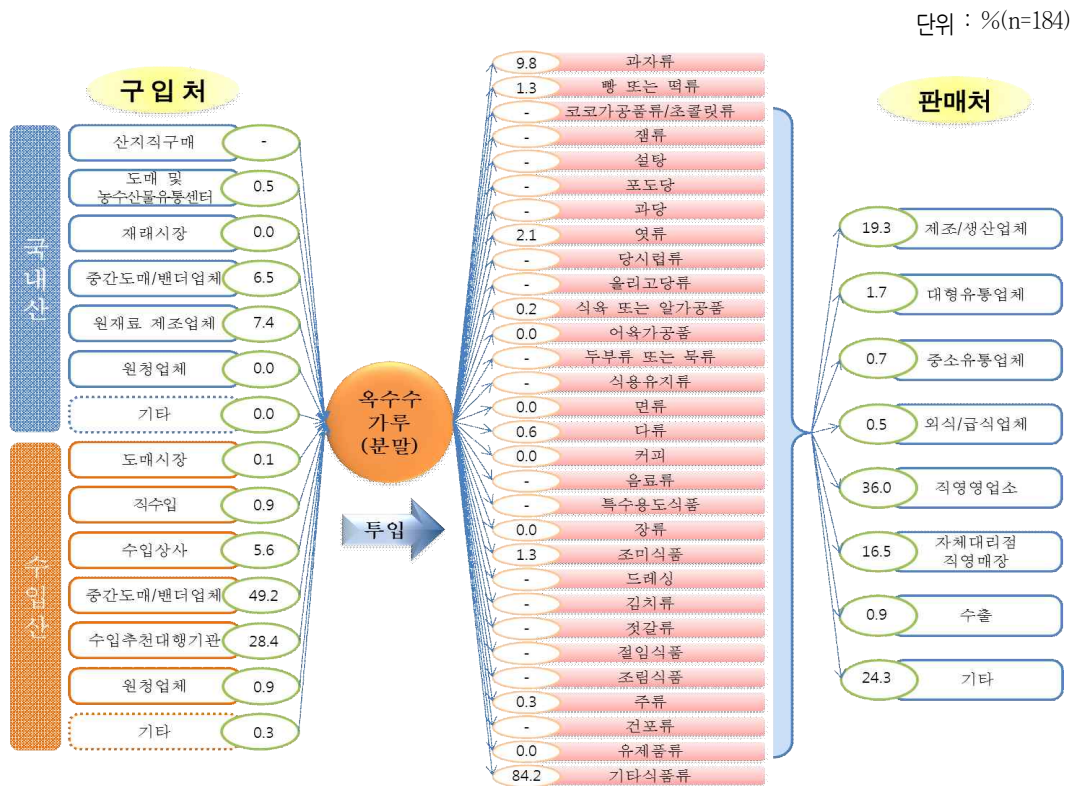 단위 : %(n=184)
구입처
국내산
산지직구매 -
도매 및
농수산물유통센터 0.5
재래시장 0.0
중간도매/밴더업체 6.5
원재료 제조업체 7.4
원청업체 0.0
기타 0.0
수입산
도매시장 0.1
직수입 0.9
수입상사 5.6
중간도매/밴더업체 49.2
수입추천대행기관 28.4
원청업체 0.9
기타 0.3
옥수수
가루
(분말)
투입
9.8 과자류
1.3 빵 또는 떡류
- 코코가공품류/초콜릿류
- 잼류
- 설탕
- 포도당
- 과당
2.1 엿류
- 당시럽류
- 올리고당류
0.2 식육 또는 알가공품
0.0 어육가공품
- 두부류 또는 묵류
- 식용유지류
0.0 면류
0.6 다류
0.0 커피
- 음료류
- 특수용도식품
0.0 장류
1.3 조미식품
- 드레싱
- 김치류
- 젓갈류
- 절임식품
- 조림식품
0.3 주류
- 건포류
0.0 유제품류
84.2 기타식품류
판매처
19.3 제조/생산업체
1.7 대형유통업체
0.7 중소유통업체
0.5 외식/급식업체
36.0 직영영업소
16.5 자체대리점
직영매장
0.9 수출
24.3 기타